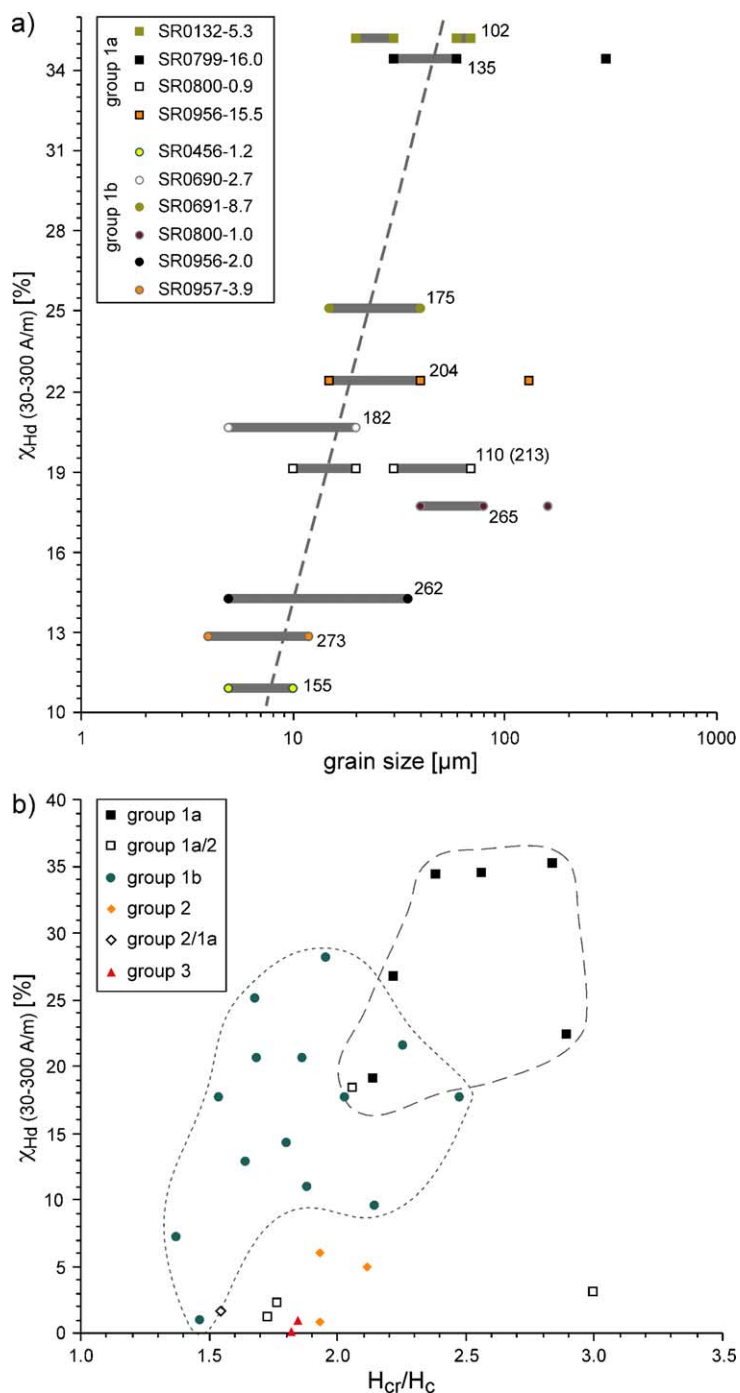 a)
group 1a
SR0132-5.3
SR0799-16.0
SR0800-0.9
SR0956-15.5
group 1b
SR0456-1.2
SR0690-2.7
SR0691-8.7
SR0800-1.0
SR0956-2.0
SR0957-3.9
χHd (30-300 A/m) [%]
34
31
28
25
22
19
16
13
10
102
135
175
204
182
110 (213)
265
262
273
155
1
10
100
1000
grain size [µm]
b)
group 1a
group 1a/2
group 1b
group 2
group 2/1a
group 3
χHd (30-300 A/m) [%]
40
35
30
25
20
15
10
5
0
1.0
1.5
2.0
2.5
3.0
3.5
Hcr/Hc